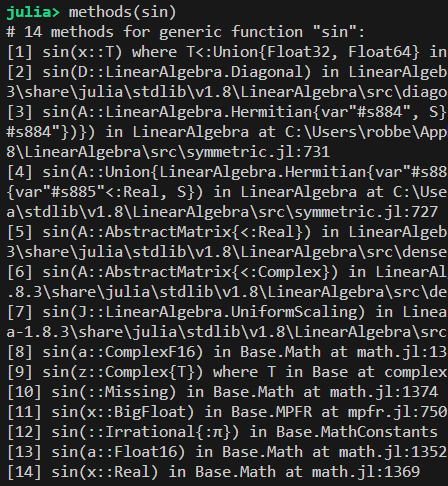 julia> methods(sin)
# 14 methods for generic function "sin":
[1] sin(x::T) where T<:Union{Float32, Float64} in
[2] sin(D::LinearAlgebra.Diagonal) in LinearAlgeb
3\share\julia\stdlib\v1.8\LinearAlgebra\src\diago
[3] sin(A::LinearAlgebra.Hermitian{var"#s884", S}
#s884"})}) in LinearAlgebra at C:\Users\robbe\App
8\LinearAlgebra\src\symmetric.jl:731
[4] sin(A::Union{LinearAlgebra.Hermitian{var"#s88
{var"#s885"<:Real, S}) in LinearAlgebra at C:\Use
a\stdlib\v1.8\LinearAlgebra\src\symmetric.jl:727
[5] sin(A::AbstractMatrix{<:Real}) in LinearAlgeb
3\share\julia\stdlib\v1.8\LinearAlgebra\src\dense
[6] sin(A::AbstractMatrix{<:Complex}) in LinearAl
.8.3\share\julia\stdlib\v1.8\LinearAlgebra\src\de
[7] sin(J::LinearAlgebra.UniformScaling) in Linea
a-1.8.3\share\julia\stdlib\v1.8\LinearAlgebra\src
[8] sin(a::ComplexF16) in Base.Math at math.jl:13
[9] sin(z::Complex{T}) where T in Base at complex
[10] sin(::Missing) in Base.Math at math.jl:1374
[11] sin(x::BigFloat) in Base.MPFR at mpfr.jl:750
[12] sin(::Irrational{:π}) in Base.MathConstants
[13] sin(a::Float16) in Base.Math at math.jl:1352
[14] sin(x::Real) in Base.Math at math.jl:1369